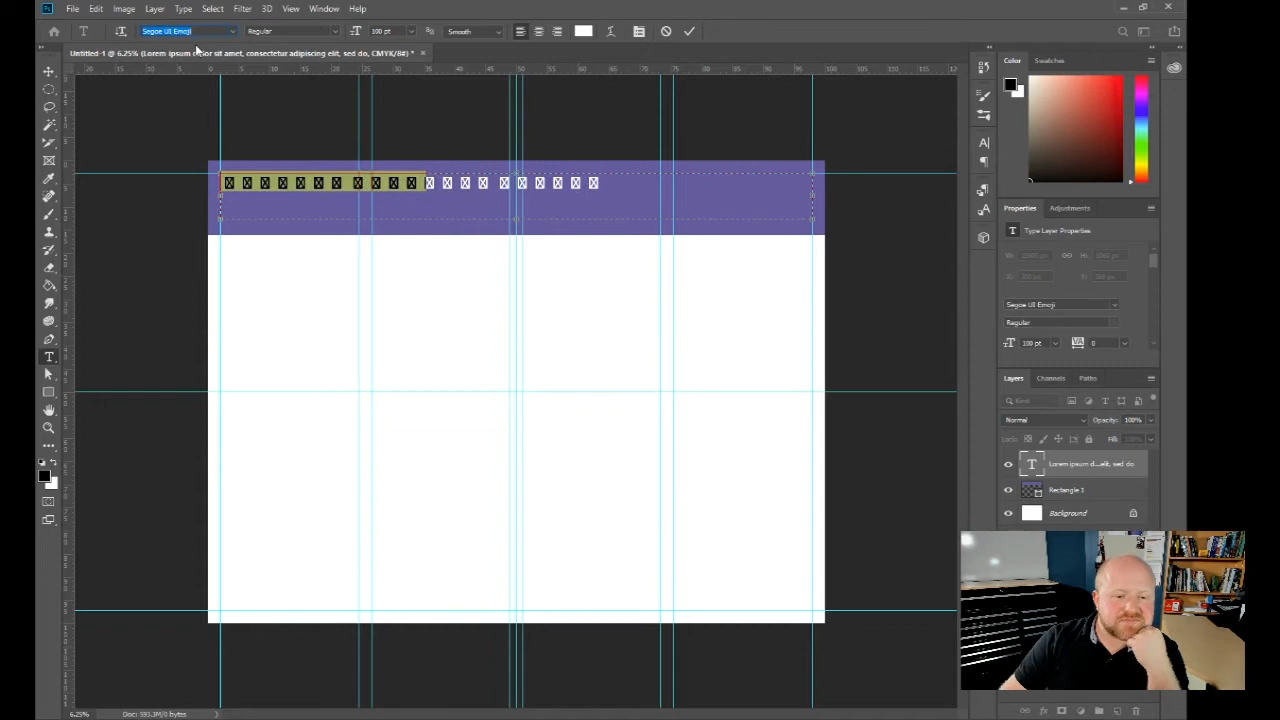 File Edit Image Layer Type Select Filter 3D View Window Help
Segoe UI Emoji Regular 100 pt Smooth
Untitled-1 @ 6.25% (Lorem ipsum dolor sit amet, consectetur adipiscing elit, sed do, CMYK/8#) *
Color Swatches
Properties Adjustments
Type Layer Properties
Segoe UI Emoji
Regular
100 pt 0
Layers Channels Paths
Kind
Normal Opacity: 100%
Lock: Fill: 100%
Lorem ipsum d...elit, sed do
Rectangle 1
Background
6.25% Doc: 593.3M/0 bytes